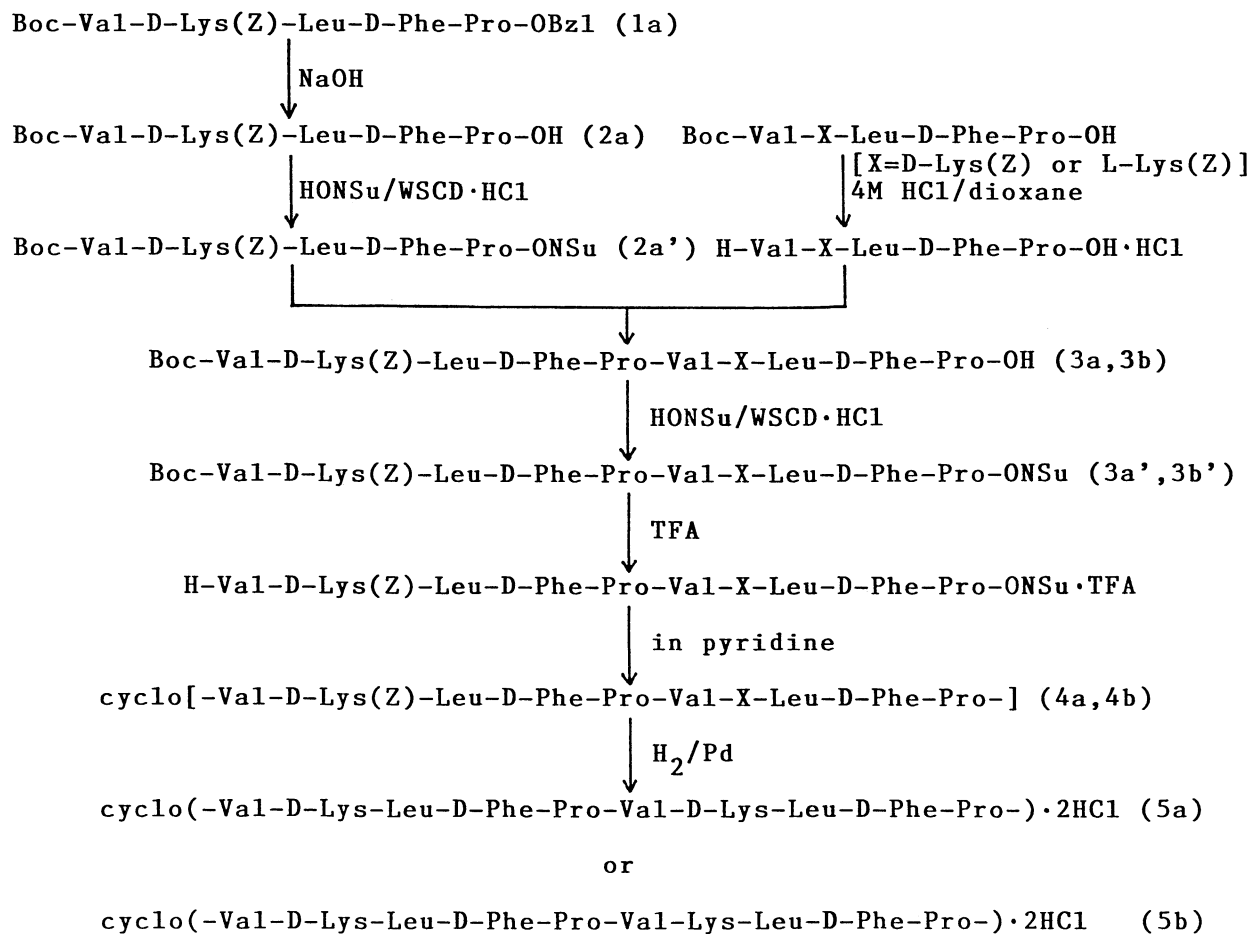 Boc-Val-D-Lys(Z)-Leu-D-Phe-Pro-OBzl (1a)
NaOH
Boc-Val-D-Lys(Z)-Leu-D-Phe-Pro-OH (2a)
Boc-Val-X-Leu-D-Phe-Pro-OH
HONSu/WSCD·HCl
[X=D-Lys(Z) or L-Lys(Z)]
4M HCl/dioxane
Boc-Val-D-Lys(Z)-Leu-D-Phe-Pro-ONSu (2a')
H-Val-X-Leu-D-Phe-Pro-OH·HCl
Boc-Val-D-Lys(Z)-Leu-D-Phe-Pro-Val-X-Leu-D-Phe-Pro-OH (3a,3b)
HONSu/WSCD·HCl
Boc-Val-D-Lys(Z)-Leu-D-Phe-Pro-Val-X-Leu-D-Phe-Pro-ONSu (3a',3b')
TFA
H-Val-D-Lys(Z)-Leu-D-Phe-Pro-Val-X-Leu-D-Phe-Pro-ONSu·TFA
in pyridine
cyclo[-Val-D-Lys(Z)-Leu-D-Phe-Pro-Val-X-Leu-D-Phe-Pro-] (4a,4b)
H2/Pd
cyclo(-Val-D-Lys-Leu-D-Phe-Pro-Val-D-Lys-Leu-D-Phe-Pro-)·2HCl (5a)
or
cyclo(-Val-D-Lys-Leu-D-Phe-Pro-Val-Lys-Leu-D-Phe-Pro-)·2HCl (5b)